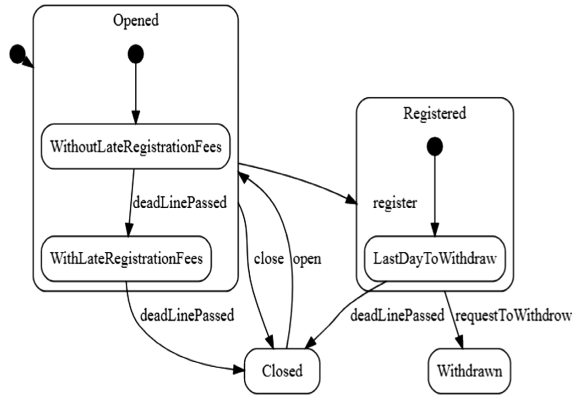 Opened
WithoutLateRegistrationFees
deadLinePassed
WithLateRegistrationFees
deadLinePassed
close
open
Registered
register
LastDayToWithdraw
deadLinePassed
requestToWithdrow
Closed
Withdrawn